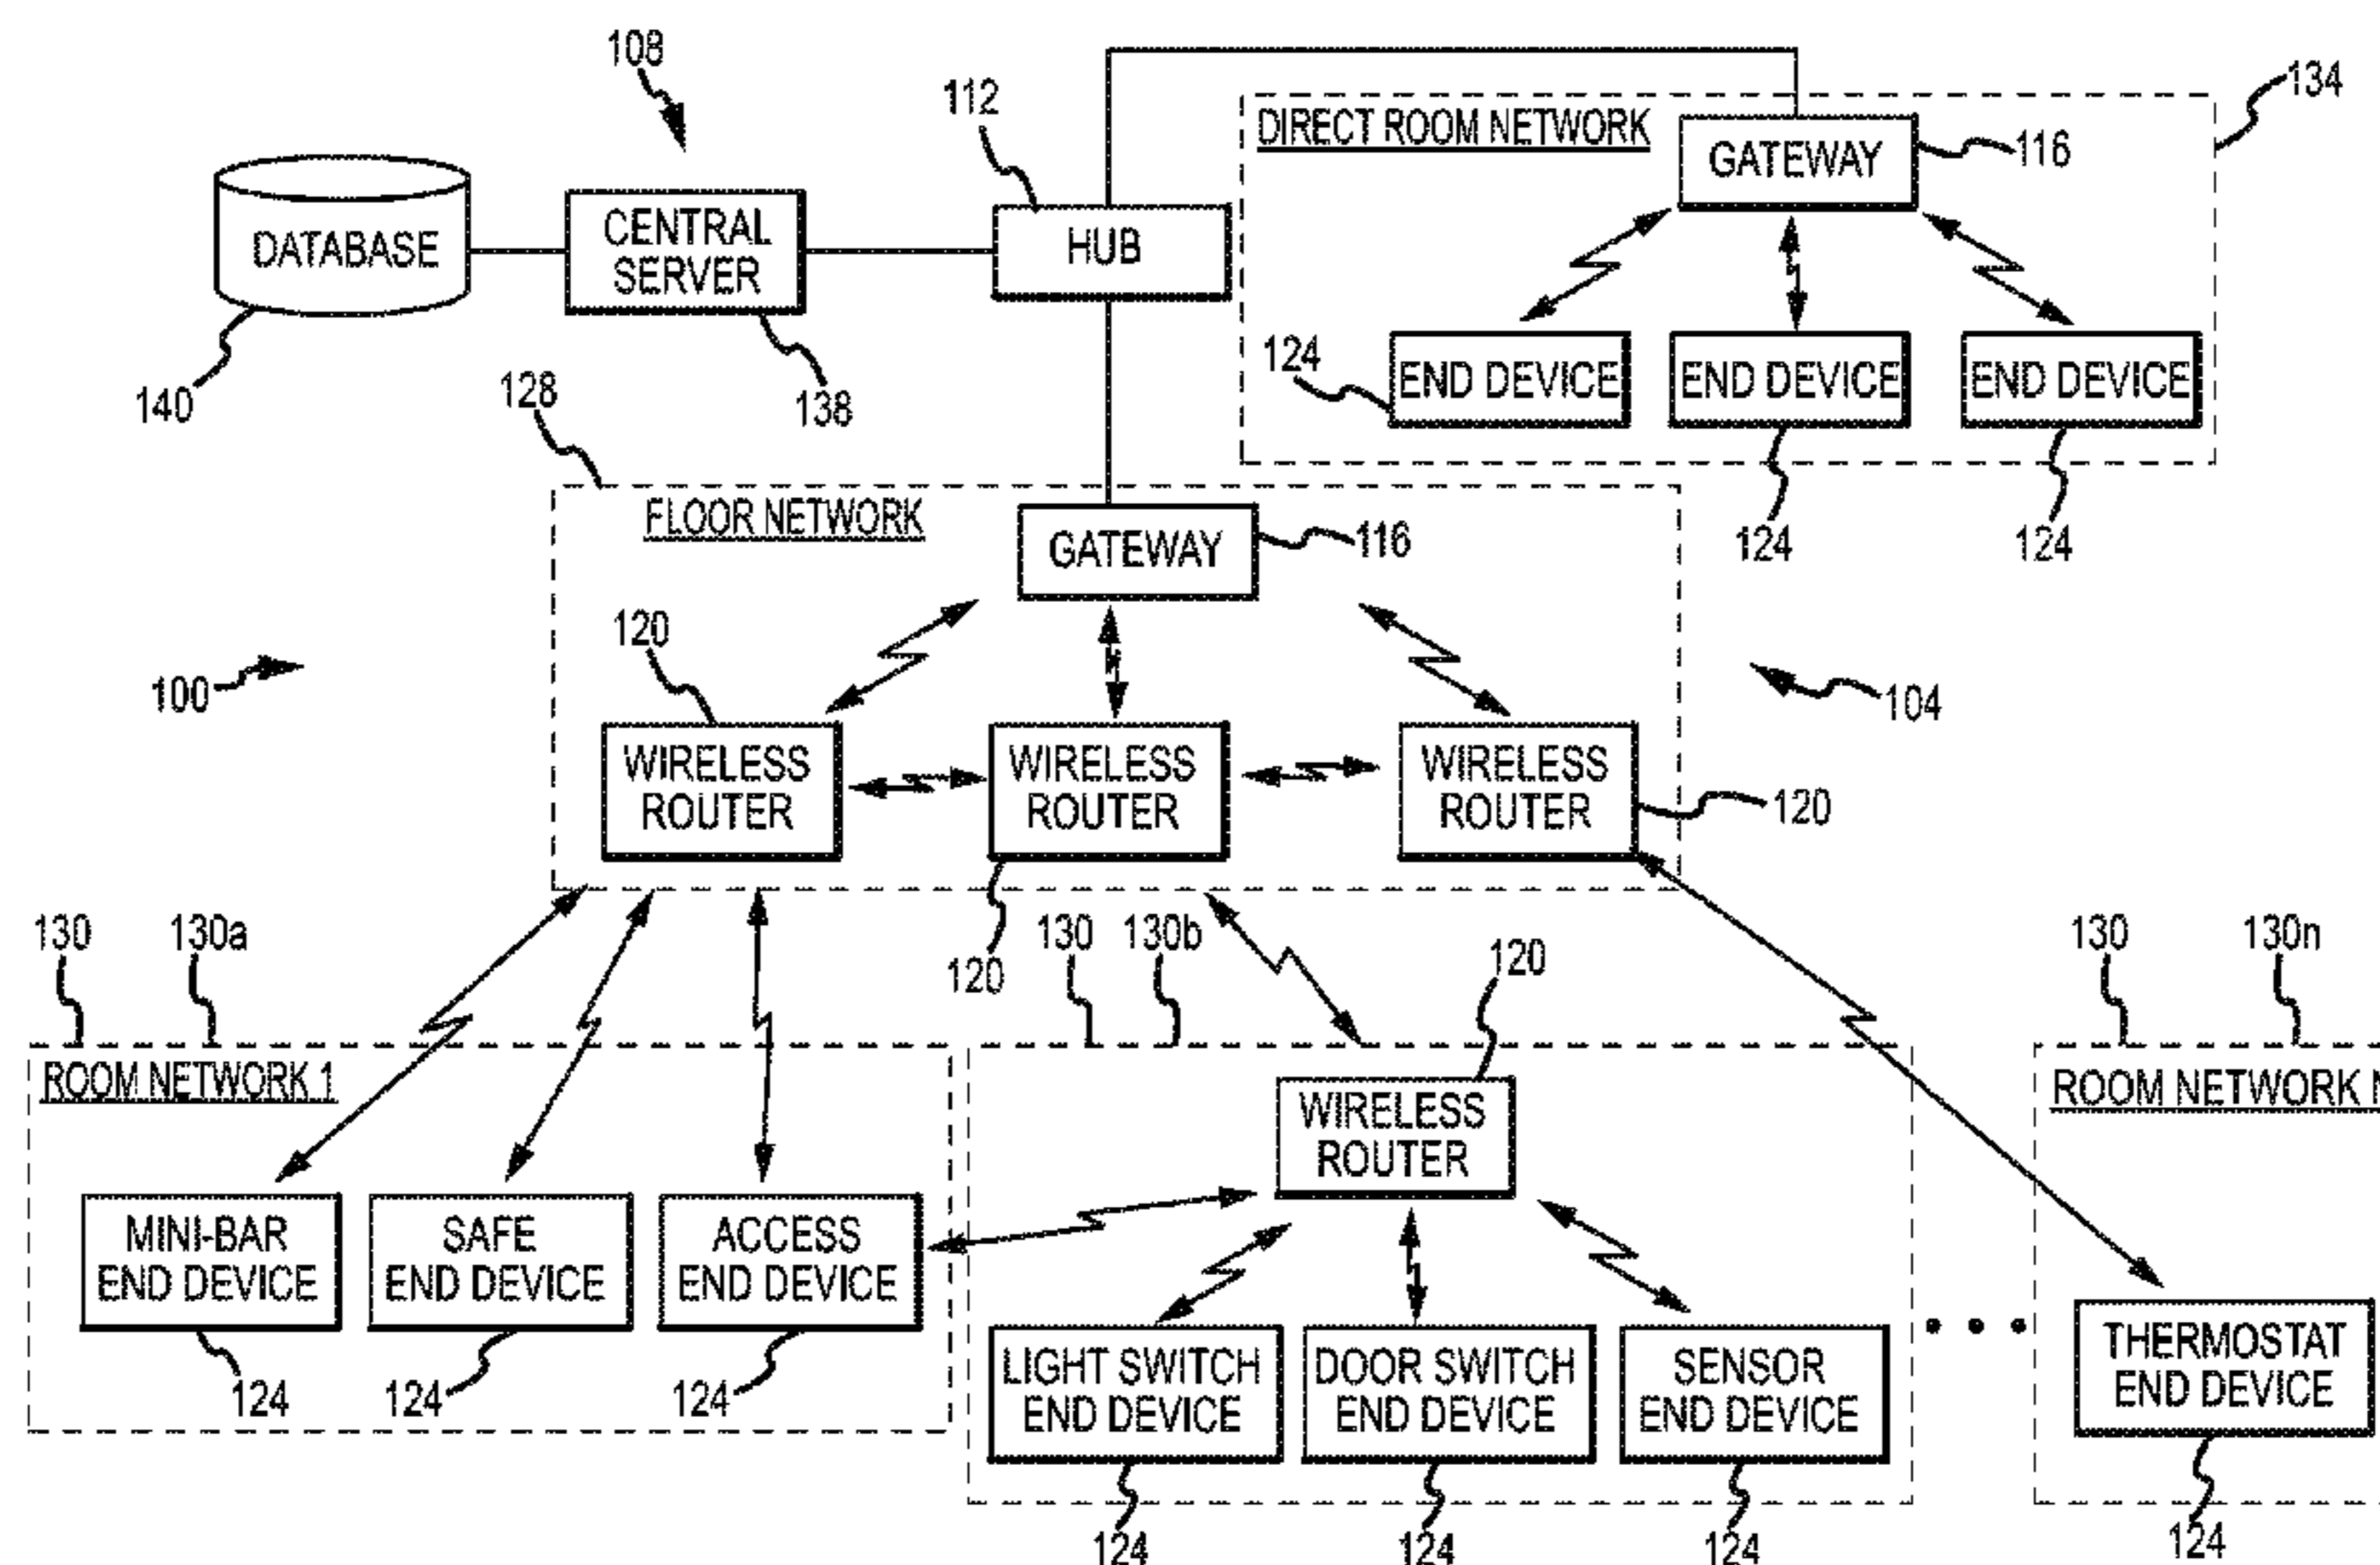 108
112
134
DIRECT ROOM NETWORK
GATEWAY
116
DATABASE
CENTRAL
SERVER
HUB
140
138
124
END DEVICE
END DEVICE
END DEVICE
124
124
128
FLOOR NETWORK
GATEWAY
116
120
100
104
WIRELESS
ROUTER
WIRELESS
ROUTER
WIRELESS
ROUTER
120
120
130
130a
130
130b
120
130
130n
ROOM NETWORK 1
WIRELESS
ROUTER
ROOM NETWORK N
MINI-BAR
END DEVICE
SAFE
END DEVICE
ACCESS
END DEVICE
124
124
124
LIGHT SWITCH
END DEVICE
DOOR SWITCH
END DEVICE
SENSOR
END DEVICE
THERMOSTAT
END DEVICE
124
124
124
124